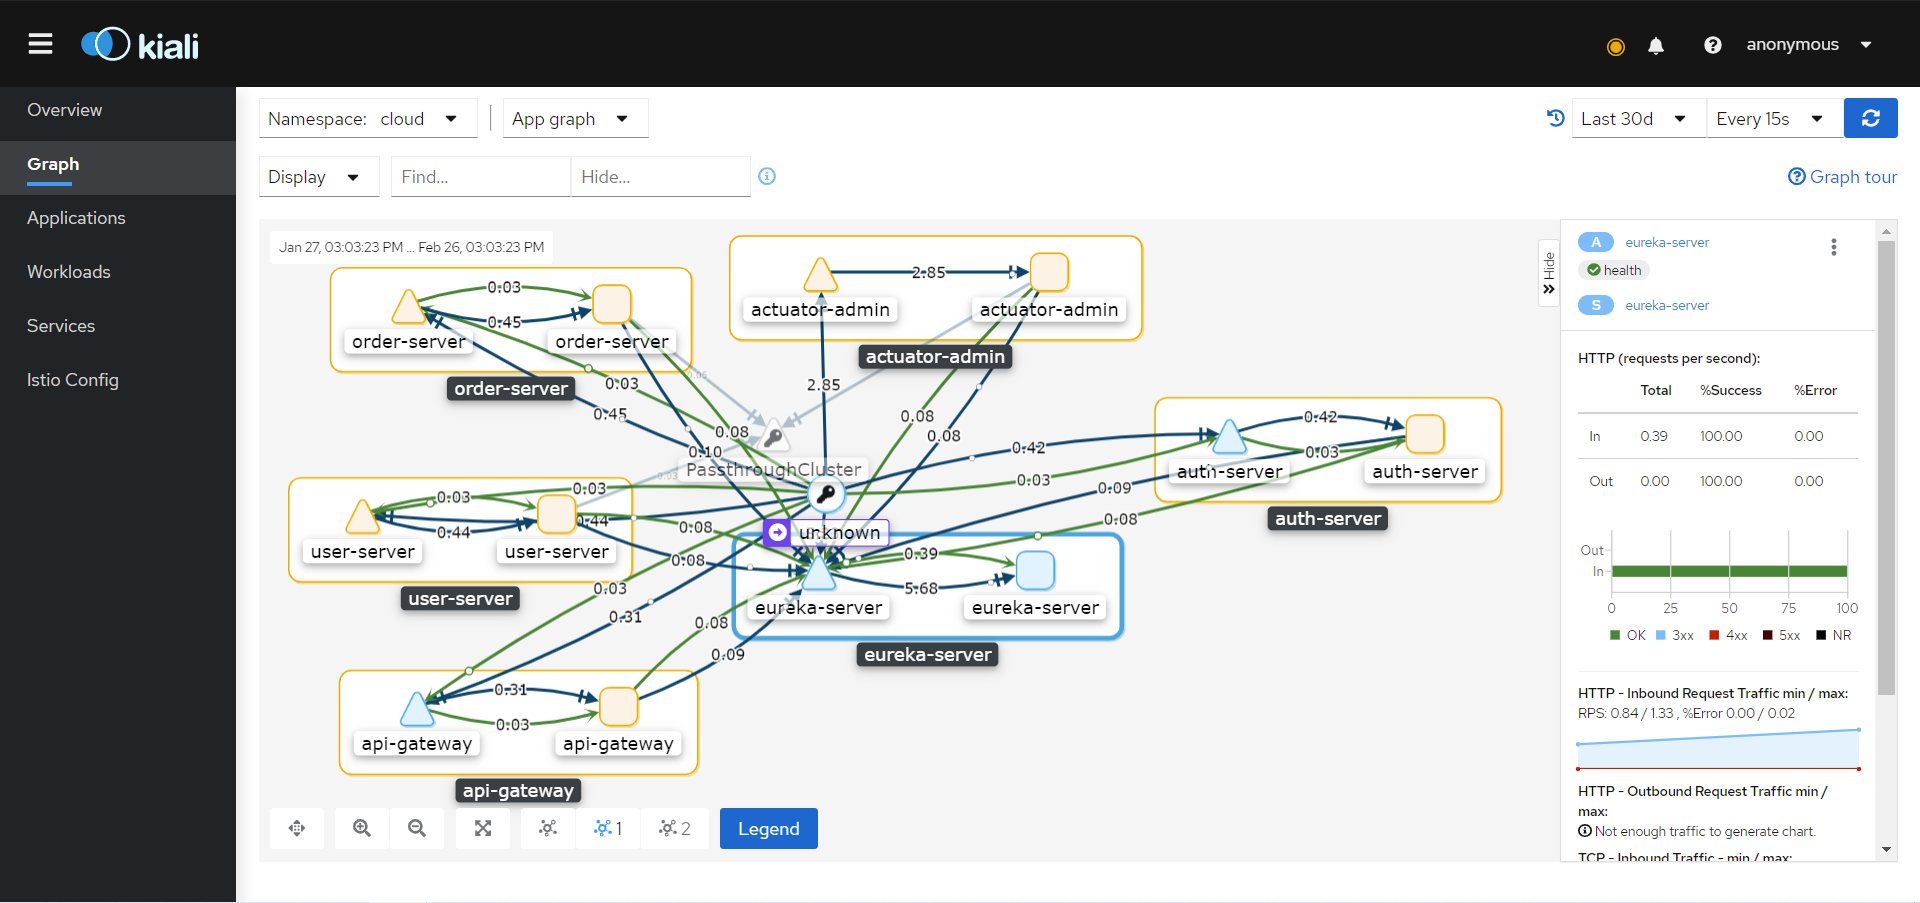 kiali
anonymous
Overview
Graph
Applications
Workloads
Services
Istio Config
Namespace: cloud
App graph
Last 30d
Every 15s
Display
Find...
Hide...
Graph tour
Jan 27, 03:03:23 PM ... Feb 26, 03:03:23 PM
0.03
0.45
order-server
order-server
order-server
2.85
actuator-admin
actuator-admin
actuator-admin
0.05
0.03
0.45
2.85
0.08
0.08
0.08
0.10
PassthroughCluster
0.03
0.42
0.03
0.42
0.03
auth-server
auth-server
auth-server
0.09
0.08
0.03
0.03
0.44
0.44
user-server
user-server
user-server
0.08
0.08
unknown
0.39
5.68
eureka-server
eureka-server
eureka-server
0.03
0.31
0.08
0.09
0.31
0.03
api-gateway
api-gateway
api-gateway
1
2
Legend
Hide
A eureka-server
health
S eureka-server
HTTP (requests per second):
Total %Success %Error
In 0.39 100.00 0.00
Out 0.00 100.00 0.00
Out
In
0 25 50 75 100
OK 3xx 4xx 5xx NR
HTTP - Inbound Request Traffic min / max:
RPS: 0.84 / 1.33 , %Error 0.00 / 0.02
HTTP - Outbound Request Traffic min /
max:
Not enough traffic to generate chart.
TCP - Inbound Traffic - min / max: